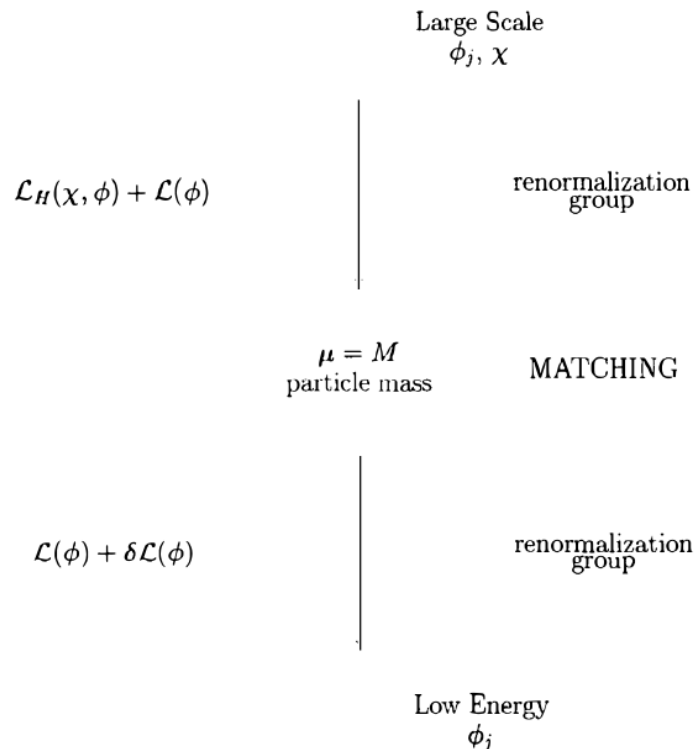 Large Scale
ϕ_j, χ
ℒ_H(χ, ϕ) + ℒ(ϕ)
renormalization
group
μ = M
particle mass
MATCHING
ℒ(ϕ) + δℒ(ϕ)
renormalization
group
Low Energy
ϕ_j